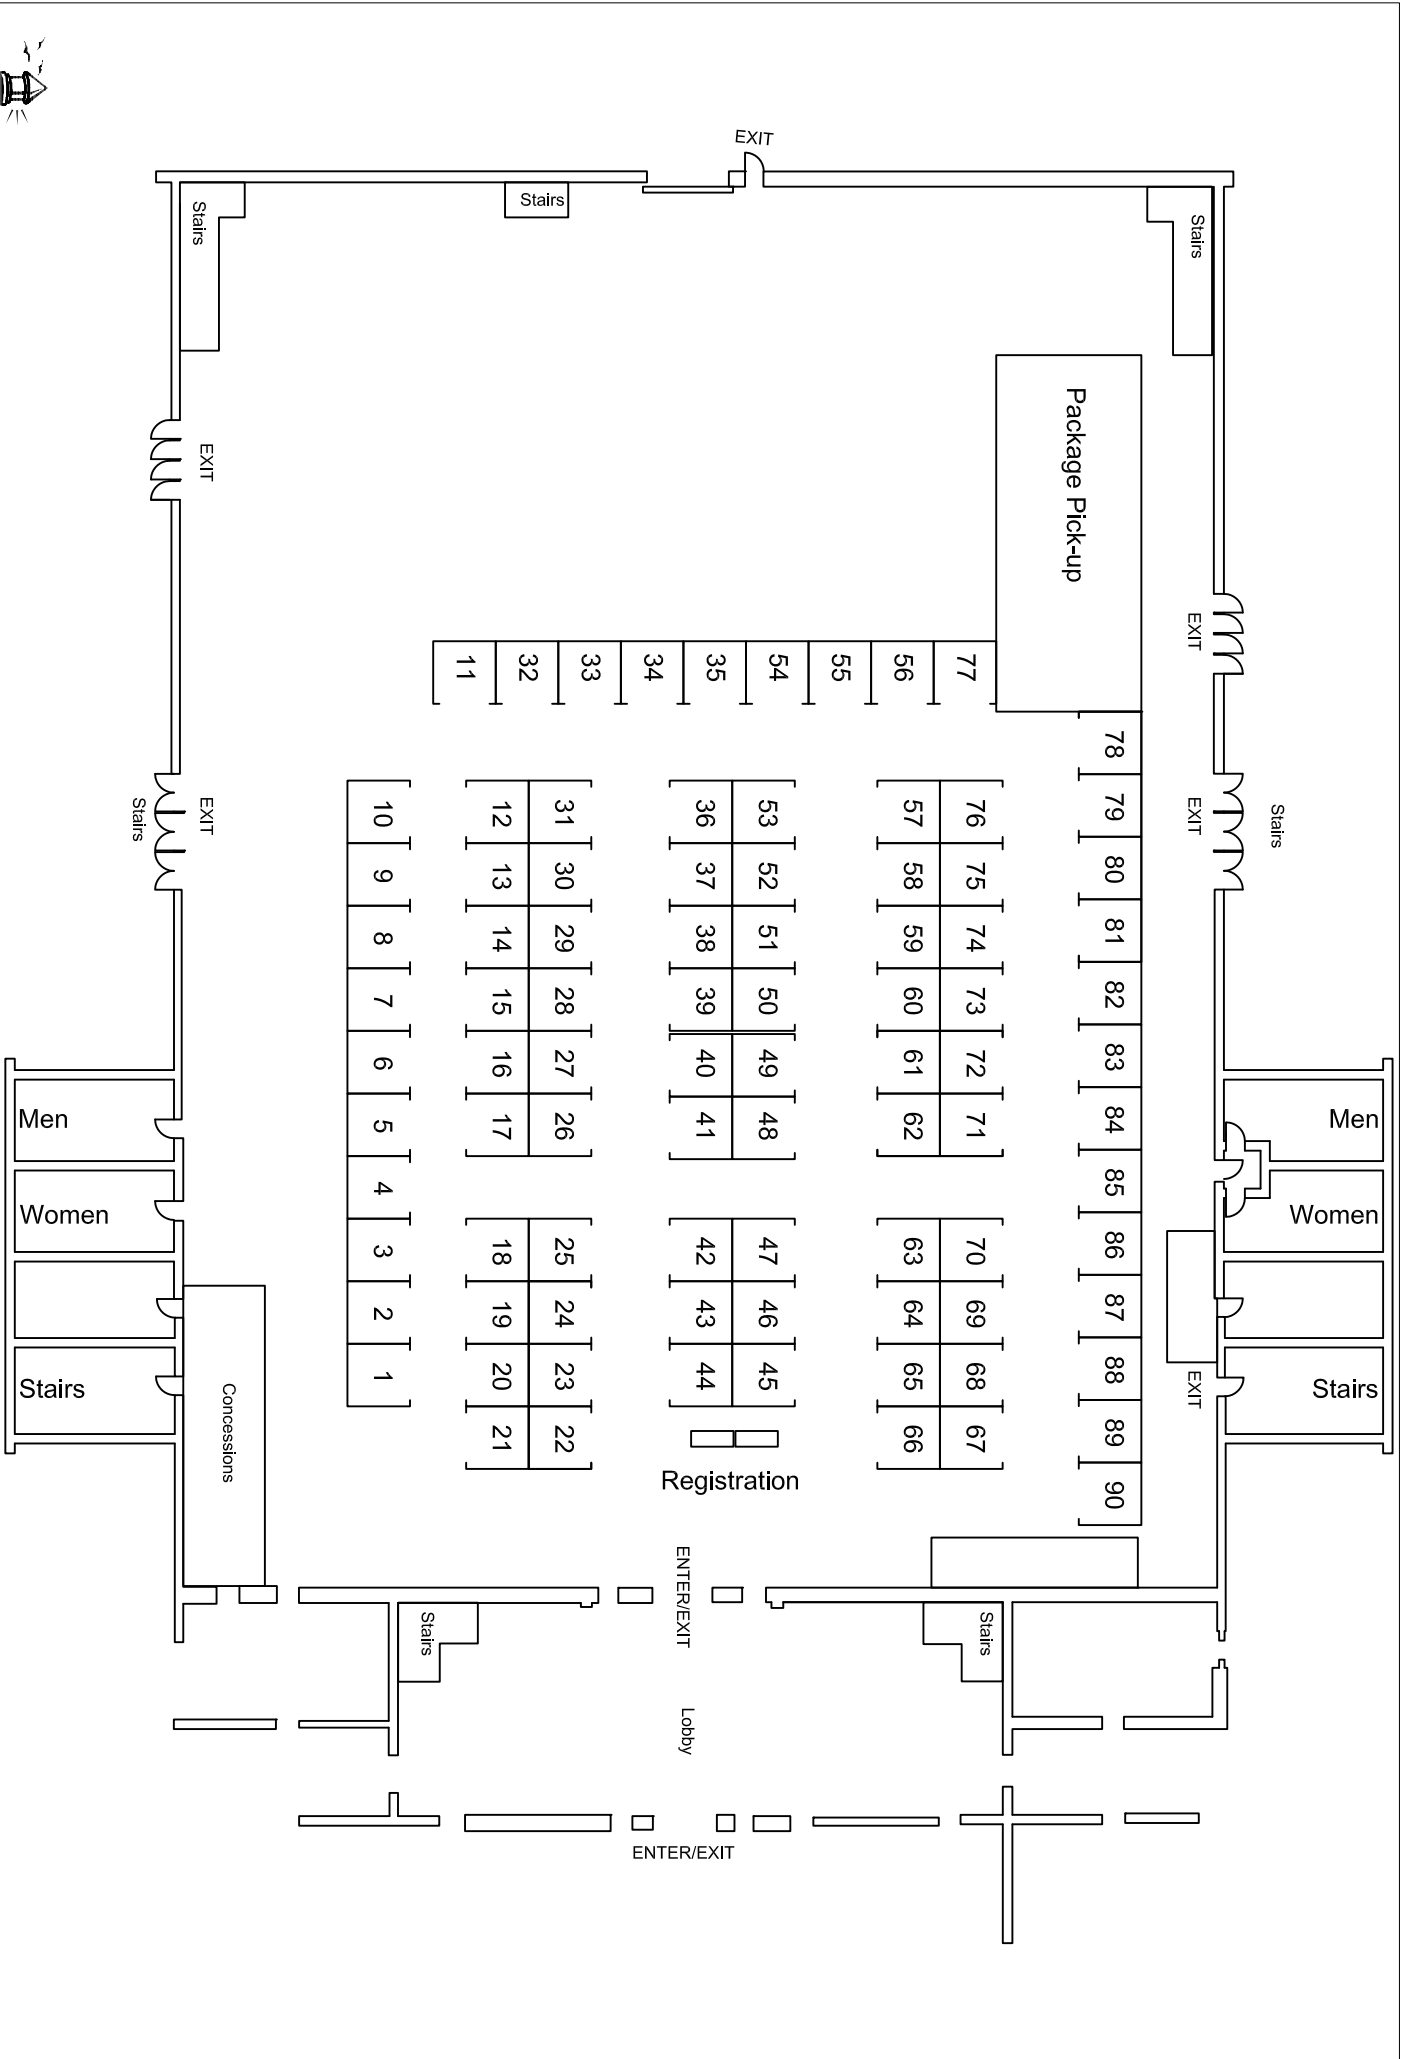 EXIT
Stairs
Stairs
Stairs
Package Pick-up
EXIT
EXIT
11 32 33 34 35 54 55 56 77
78
EXIT
Stairs
EXIT
Stairs
10 12 31 36 53 57 76 79
9 13 30 37 52 58 75 80
8 14 29 38 51 59 74 81
7 15 28 39 50 60 73 82
6 16 27 40 49 61 72 83
5 17 26 41 48 62 71 84
Men
Men
4 85
Women
Women
3 18 25 42 47 63 70 86
2 19 24 43 46 64 69 87
1 20 23 44 45 65 68 88
Stairs
Concessions
EXIT
Stairs
21 22 66 67 89
Registration
90
ENTER/EXIT
Stairs
Stairs
Lobby
ENTER/EXIT